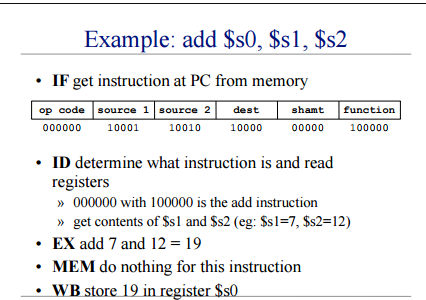 Example: add $s0, $s1, $s2
• IF get instruction at PC from memory
op code source 1 source 2 dest shamt function
000000 10001 10010 10000 00000 100000
• ID determine what instruction is and read
registers
» 000000 with 100000 is the add instruction
» get contents of $s1 and $s2 (eg: $s1=7, $s2=12)
• EX add 7 and 12 = 19
• MEM do nothing for this instruction
• WB store 19 in register $s0